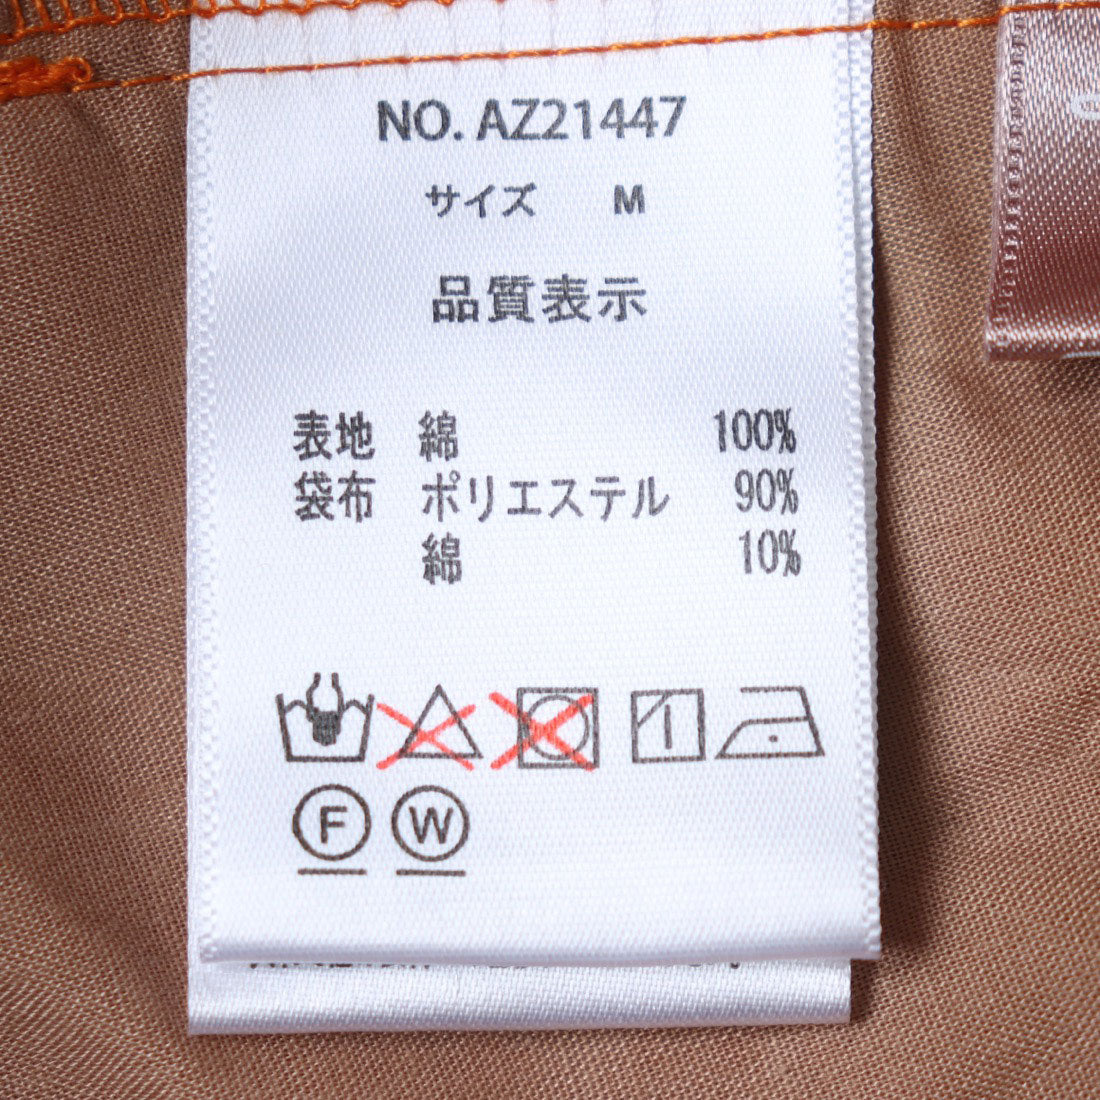 NO. AZ21447
サイズ M
品質表示
表地 綿 100%
袋布 ポリエステル 90%
綿 10%
F W